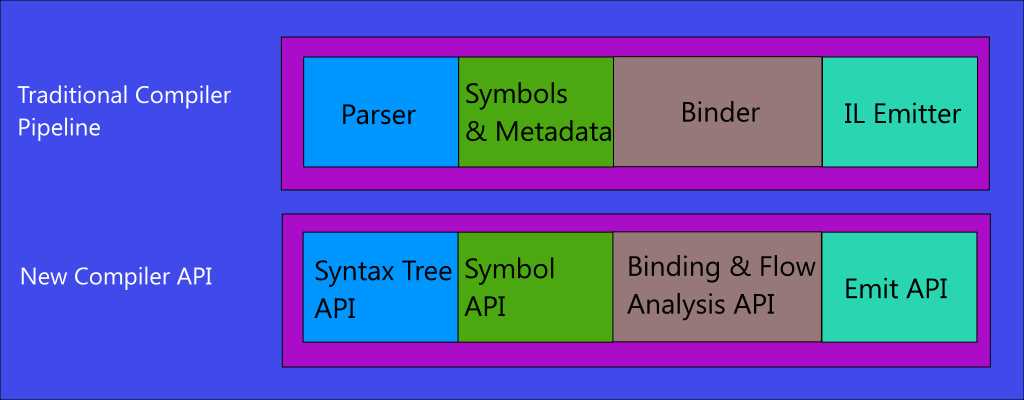 Traditional Compiler
Pipeline
Parser
Symbols
& Metadata
Binder
IL Emitter
New Compiler API
Syntax Tree
API
Symbol
API
Binding & Flow
Analysis API
Emit API